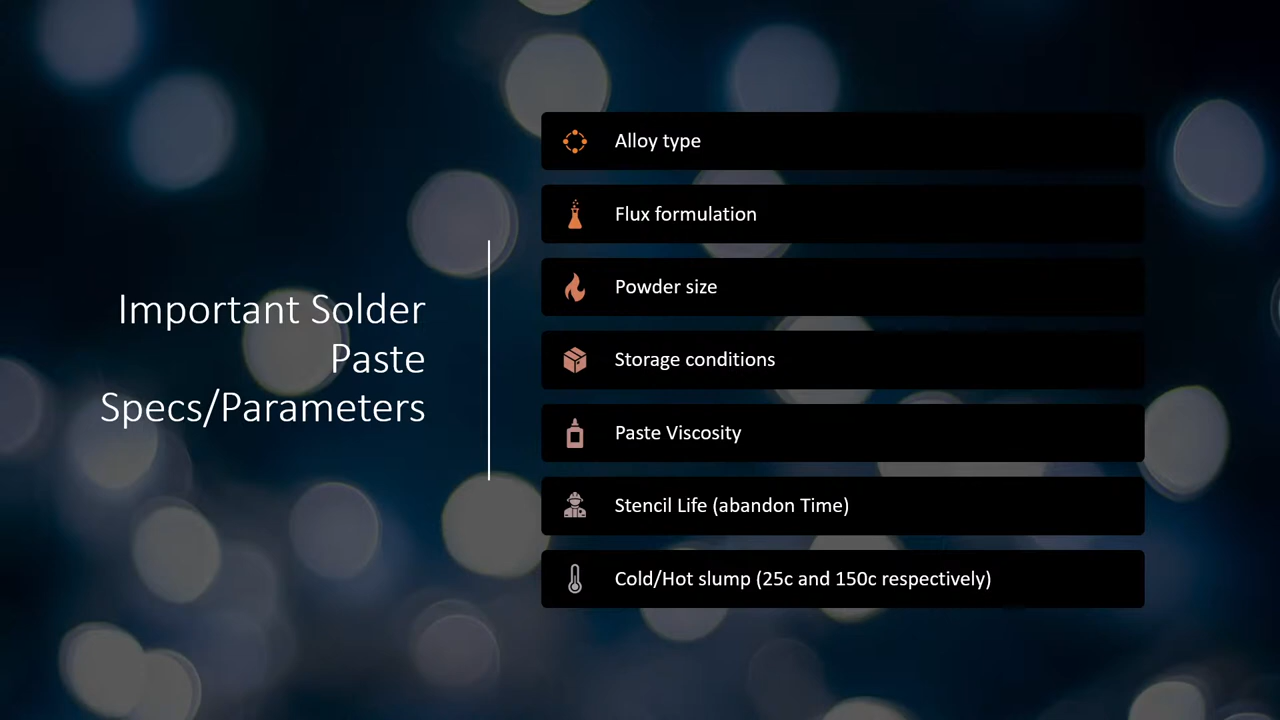 Important Solder
Paste
Specs/Parameters
Alloy type
Flux formulation
Powder size
Storage conditions
Paste Viscosity
Stencil Life (abandon Time)
Cold/Hot slump (25c and 150c respectively)